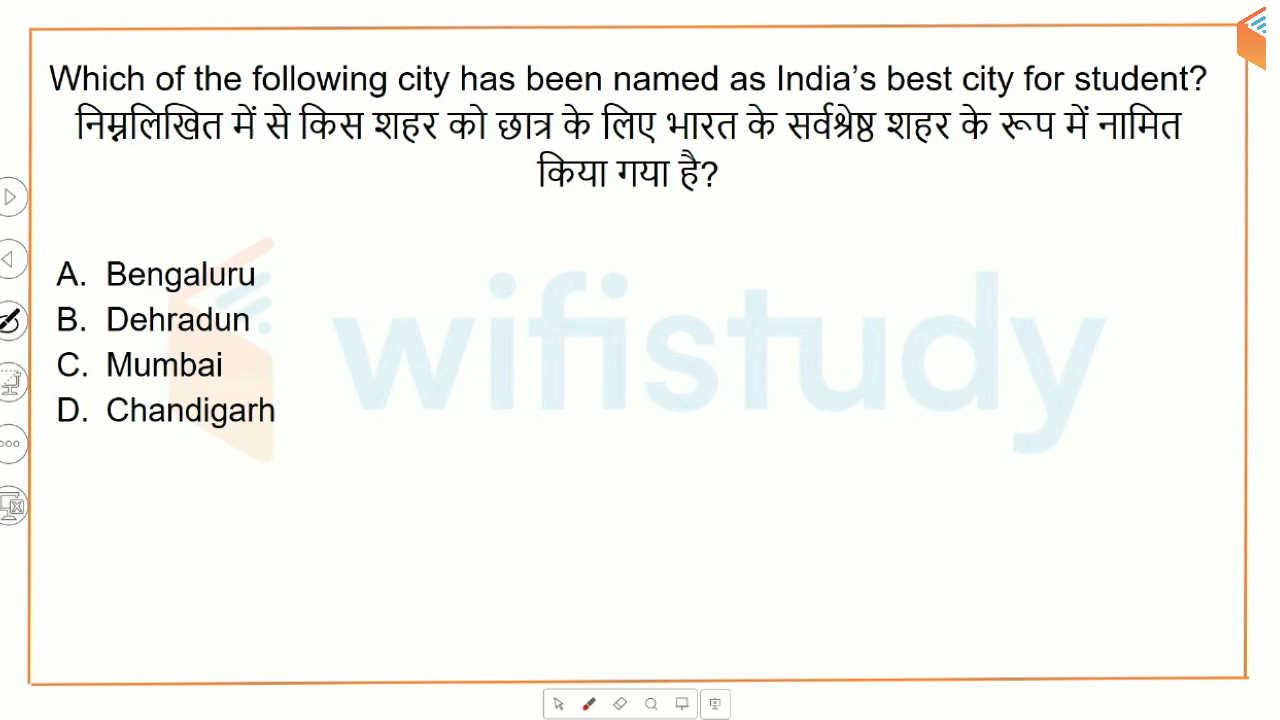 Which of the following city has been named as India’s best city for student?
निम्नलिखित में से किस शहर को छात्र के लिए भारत के सर्वश्रेष्ठ शहर के रूप में नामित
किया गया है?
A. Bengaluru
B. Dehradun
C. Mumbai
D. Chandigarh
wifistudy